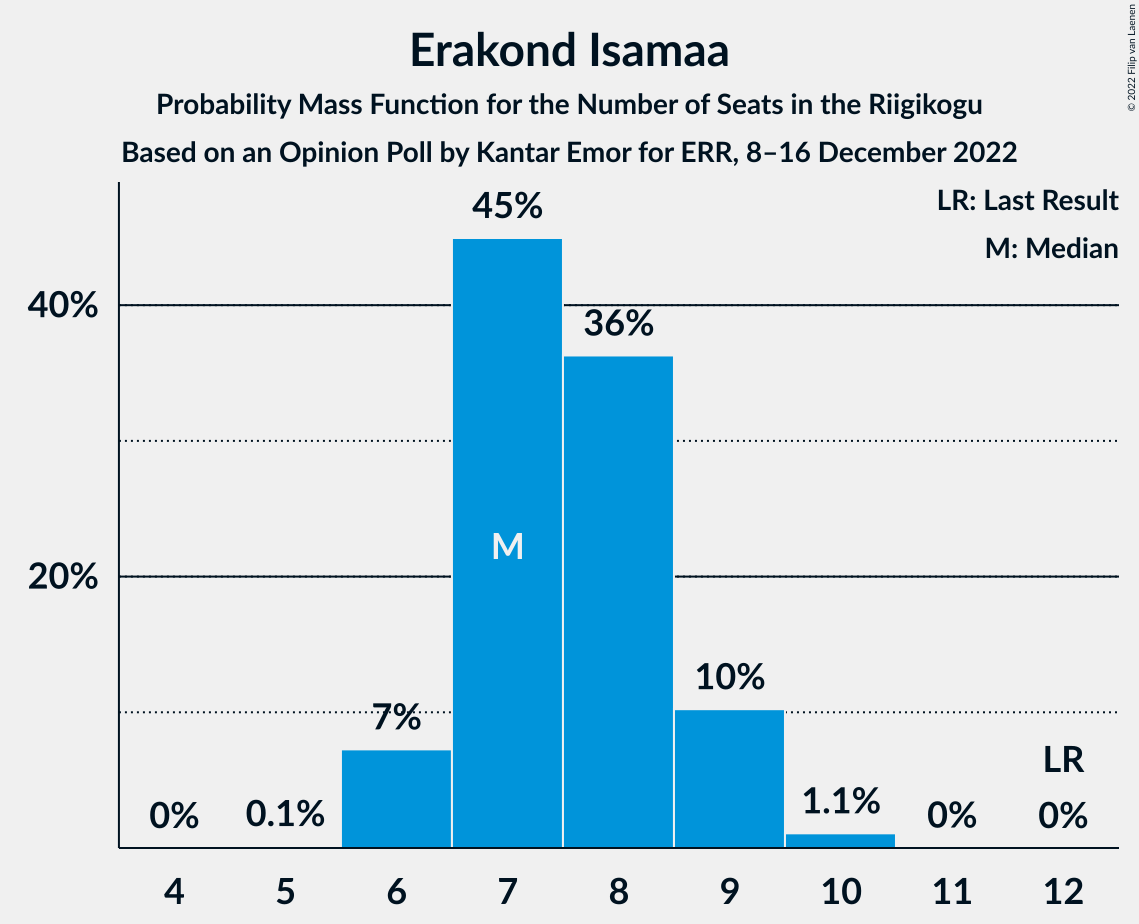 Erakond Isamaa
Probability Mass Function for the Number of Seats in the Riigikogu
Based on an Opinion Poll by Kantar Emor for ERR, 8–16 December 2022
© 2022 Filip van Laenen
LR: Last Result
M: Median
40%
20%
0%
0.1%
7%
45%
M
36%
10%
1.1%
0%
LR
0%
4 5 6 7 8 9 10 11 12